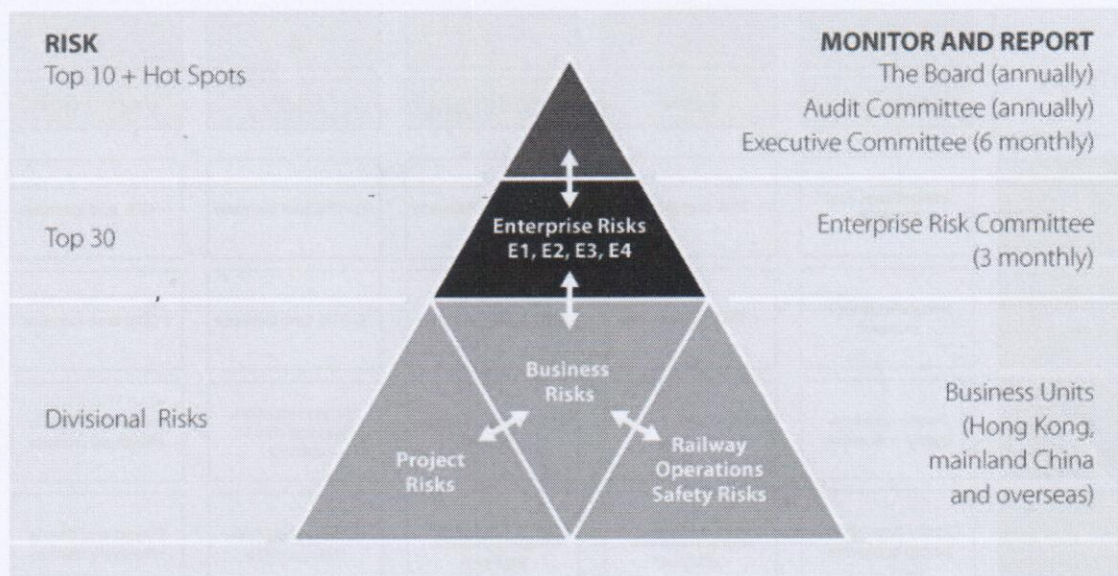 RISK
Top 10 + Hot Spots
MONITOR AND REPORT
The Board (annually)
Audit Committee (annually)
Executive Committee (6 monthly)
Top 30
Enterprise Risks
E1, E2, E3, E4
Enterprise Risk Committee
(3 monthly)
Divisional Risks
Business
Risks
Project
Risks
Railway
Operations
Safety Risks
Business Units
(Hong Kong,
mainland China
and overseas)